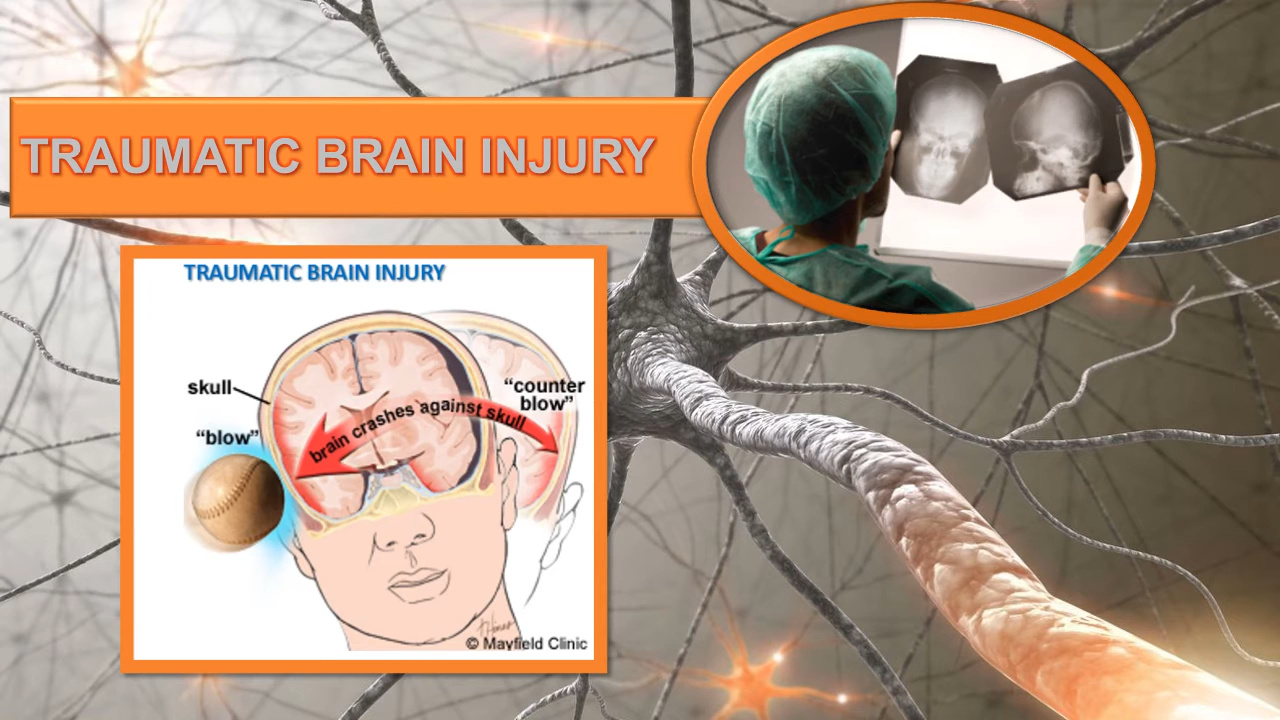 TRAUMATIC BRAIN INJURY
TRAUMATIC BRAIN INJURY
skull
"counter
blow"
brain crashes against skull
"blow"
© Mayfield Clinic